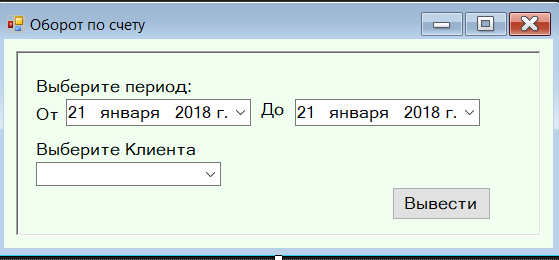 Оборот по счету
Выберите период:
От 21 января 2018 г. До 21 января 2018 г.
Выберите Клиента
Вывести